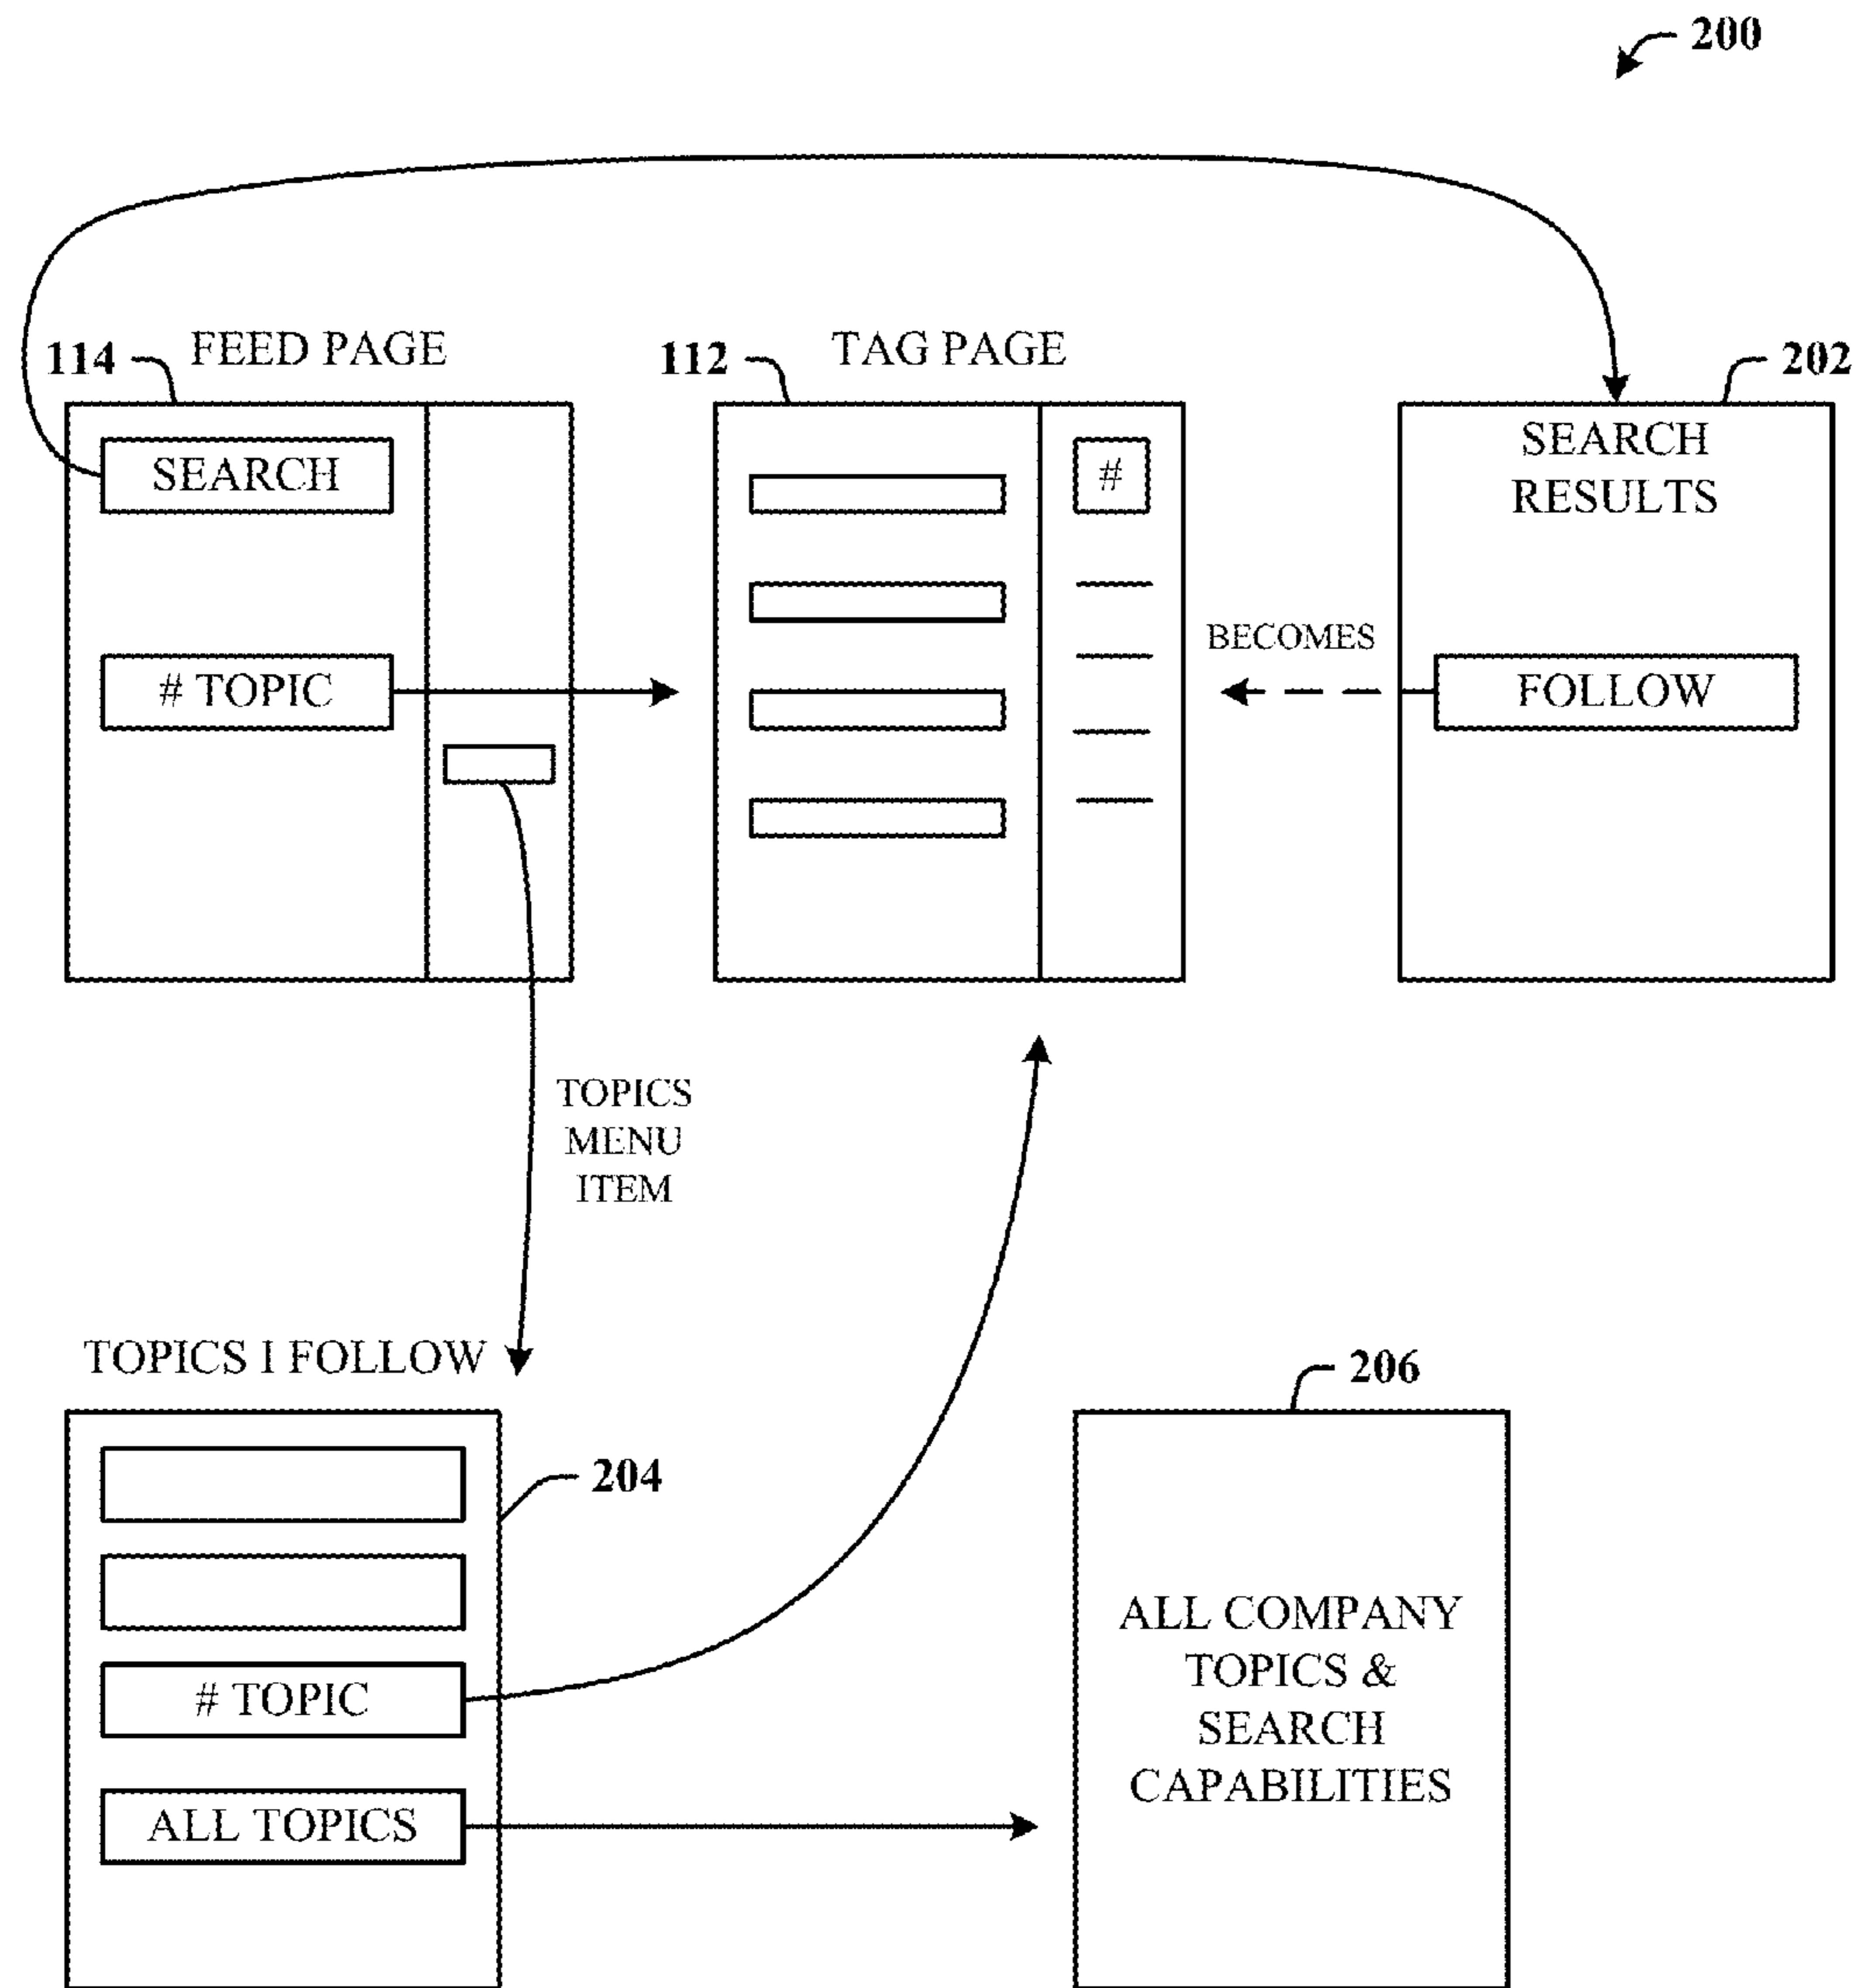 200
114
FEED PAGE
112
TAG PAGE
202
SEARCH
# TOPIC
#
SEARCH
RESULTS
BECOMES
FOLLOW
TOPICS
MENU
ITEM
TOPICS I FOLLOW
204
# TOPIC
ALL TOPICS
206
ALL COMPANY
TOPICS &
SEARCH
CAPABILITIES